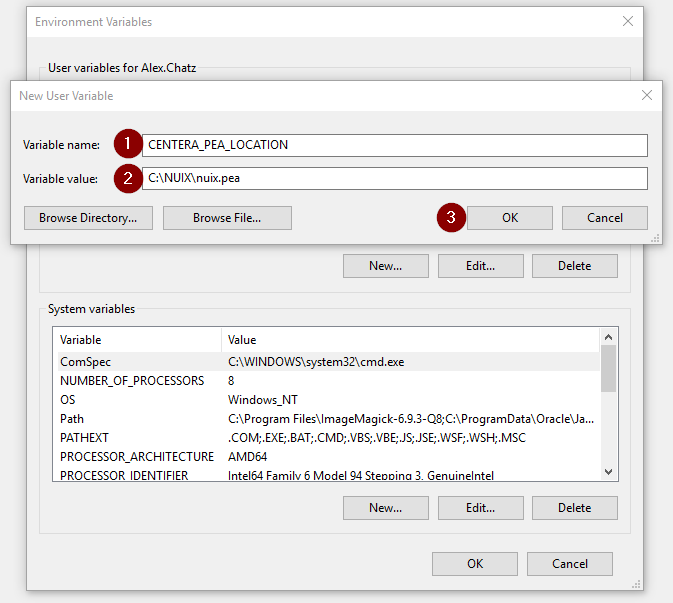 Environment Variables
User variables for Alex.Chatz
New User Variable
Variable name: 1 CENTERA_PEA_LOCATION
Variable value: 2 C:\NUIX\nuix.pea
Browse Directory... Browse File... 3 OK Cancel
New... Edit... Delete
System variables
Variable Value
ComSpec C:\WINDOWS\system32\cmd.exe
NUMBER_OF_PROCESSORS 8
OS Windows_NT
Path C:\Program Files\ImageMagick-6.9.3-Q8;C:\ProgramData\Oracle\Ja...
PATHEXT .COM;.EXE;.BAT;.CMD;.VBS;.VBE;.JS;.JSE;.WSF;.WSH;.MSC
PROCESSOR_ARCHITECTURE AMD64
PROCESSOR_IDENTIFIER Intel64 Family 6 Model 94 Stepping 3, GenuineIntel
New... Edit... Delete
OK Cancel